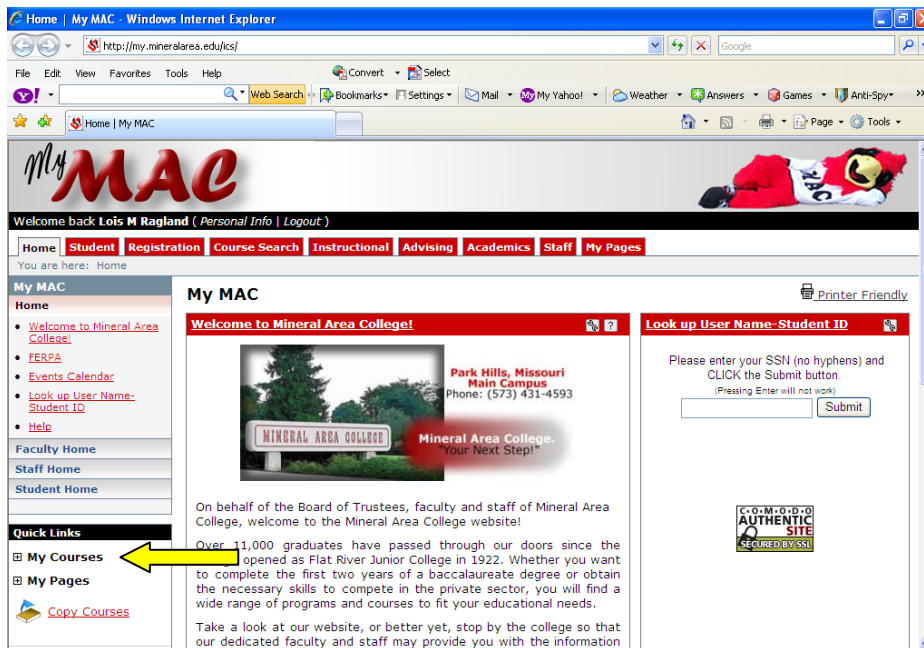 Home | My MAC - Windows Internet Explorer
http://my.mineralarea.edu/ics/
Google
File Edit View Favorites Tools Help
Convert Select
Y! Web Search Bookmarks Settings Mail My My Yahoo! Weather Answers Games Anti-Spy »
Home | My MAC
Page Tools
My MAC
MAC
Welcome back Lois M Ragland ( Personal Info | Logout )
Home Student Registration Course Search Instructional Advising Academics Staff My Pages
You are here: Home
My MAC
Home
Welcome to Mineral Area
College!
FERPA
Events Calendar
Look up User Name-
Student ID
Help
Faculty Home
Staff Home
Student Home
Quick Links
My Courses
My Pages
Copy Courses
My MAC
Printer Friendly
Welcome to Mineral Area College!
?
Park Hills, Missouri
Main Campus
Phone: (573) 431-4593
MINERAL AREA COLLEGE
Mineral Area College.
"Your Next Step!"
On behalf of the Board of Trustees, faculty and staff of Mineral Area
College, welcome to the Mineral Area College website!
Over 11,000 graduates have passed through our doors since the
opened as Flat River Junior College in 1922. Whether you want
to complete the first two years of a baccalaureate degree or obtain
the necessary skills to compete in the private sector, you will find a
wide range of programs and courses to fit your educational needs.
Take a look at our website, or better yet, stop by the college so that
our dedicated faculty and staff may provide you with the information
Look up User Name-Student ID
Please enter your SSN (no hyphens) and
CLICK the Submit button.
(Pressing Enter will not work)
Submit
C·O·M·O·D·O
AUTHENTIC
SITE
SECURED BY SSL